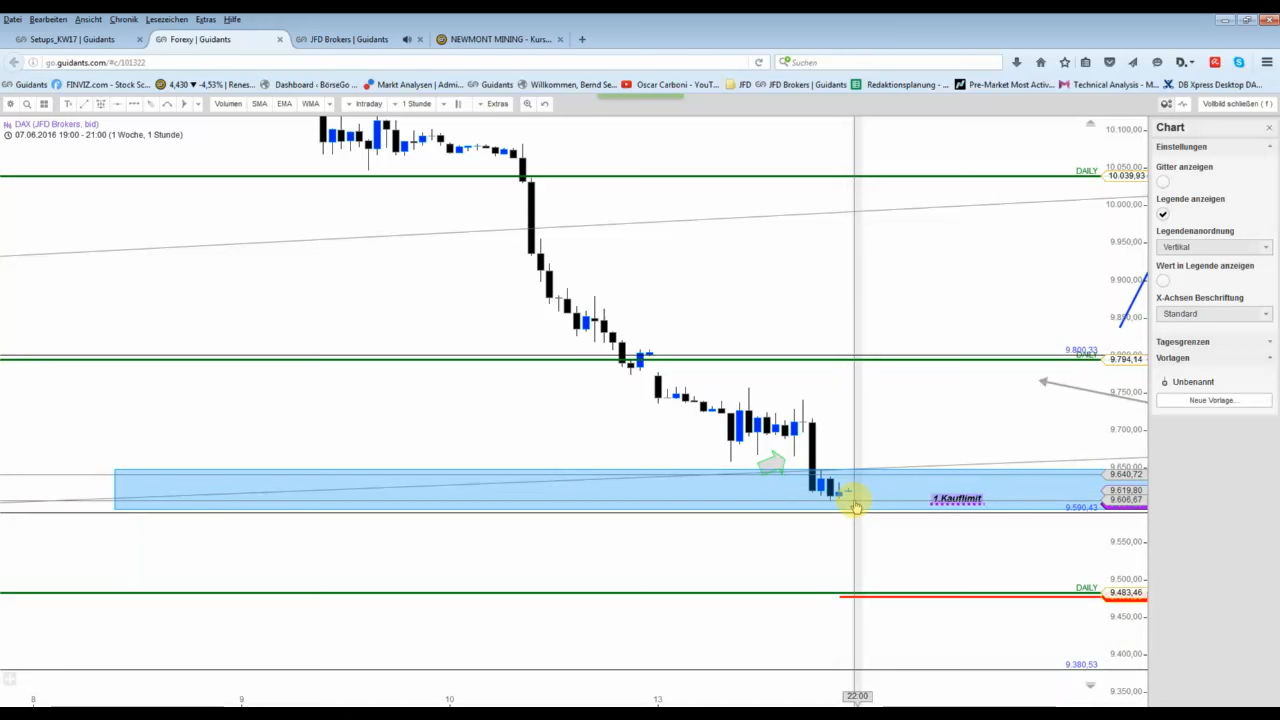 Datei Bearbeiten Ansicht Chronik Lesezeichen Extras Hilfe
Setups_KW17 | Guidants Forexy | Guidants JFD Brokers | Guidants NEWMONT MINING - Kurs...
go.guidants.com/#c/101322 Suchen
Guidants FINVIZ.com - Stock Sc... 4,430 ▾ -4,53% | Renes... Dashboard ‹ BörseGo ... Markt Analysen | Admi... Guidants Willkommen, Bernd Se... Oscar Carboni - YouT... JFD JFD Brokers | Guidants Redaktionsplanung - ... Pre-Market Most Activ... Technical Analysis - M... DB Xpress Desktop DA...
Volumen SMA EMA WMA Intraday 1 Stunde Extras Vollbild schließen ( f )
DAX (JFD Brokers, bid)
07.06.2016 19:00 - 21:00 (1 Woche, 1 Stunde)
10.100,00
10.050,00
DAILY
10.039,93
10.000,00
9.950,00
9.900,00
9.850,00
9.800,33
DAILY
9.794,14
9.750,00
9.700,00
9.650,00
9.640,72
9.619,80
1.Kauflimit
9.606,67
9.590,43
9.550,00
9.500,00
DAILY
9.483,46
9.450,00
9.400,00
9.380,53
9.350,00
8 9 10 13 22:00
Chart
Einstellungen
Gitter anzeigen
Legende anzeigen
Legendenanordnung
Vertikal
Wert in Legende anzeigen
X-Achsen Beschriftung
Standard
Tagesgrenzen
Vorlagen
Unbenannt
Neue Vorlage...